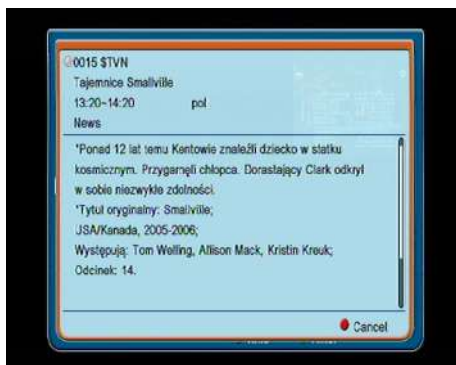 0015 $TVN
Tajemnice Smallville
13:20~14:20 pol
News
"Ponad 12 lat temu Kentowie znaleźli dziecko w statku
kosmicznym. Przygarnęli chłopca. Dorastający Clark odkrył
w sobie niezwykłe zdolności.
"Tytuł oryginalny: Smallville;
JSA/Kanada, 2005-2006;
Występują: Tom Welling, Allison Mack, Kristin Kreuk;
Odcinek: 14.
Cancel